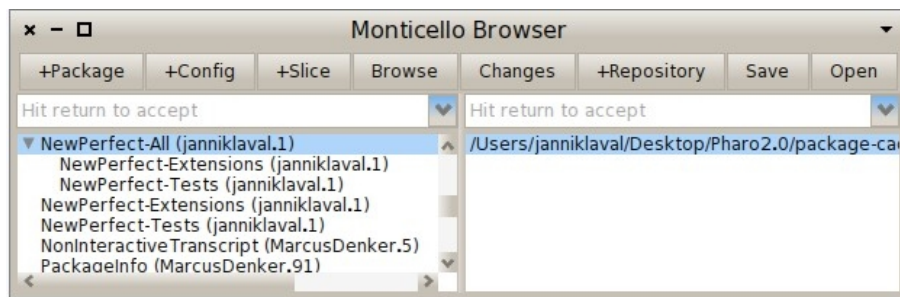 Monticello Browser
+Package +Config +Slice Browse Changes +Repository Save Open
Hit return to accept Hit return to accept
NewPerfect-All (janniklaval.1)
NewPerfect-Extensions (janniklaval.1)
NewPerfect-Tests (janniklaval.1)
NewPerfect-Extensions (janniklaval.1)
NewPerfect-Tests (janniklaval.1)
NonInteractiveTranscript (MarcusDenker.5)
PackageInfo (MarcusDenker.91)
/Users/janniklaval/Desktop/Pharo2.0/package-cac